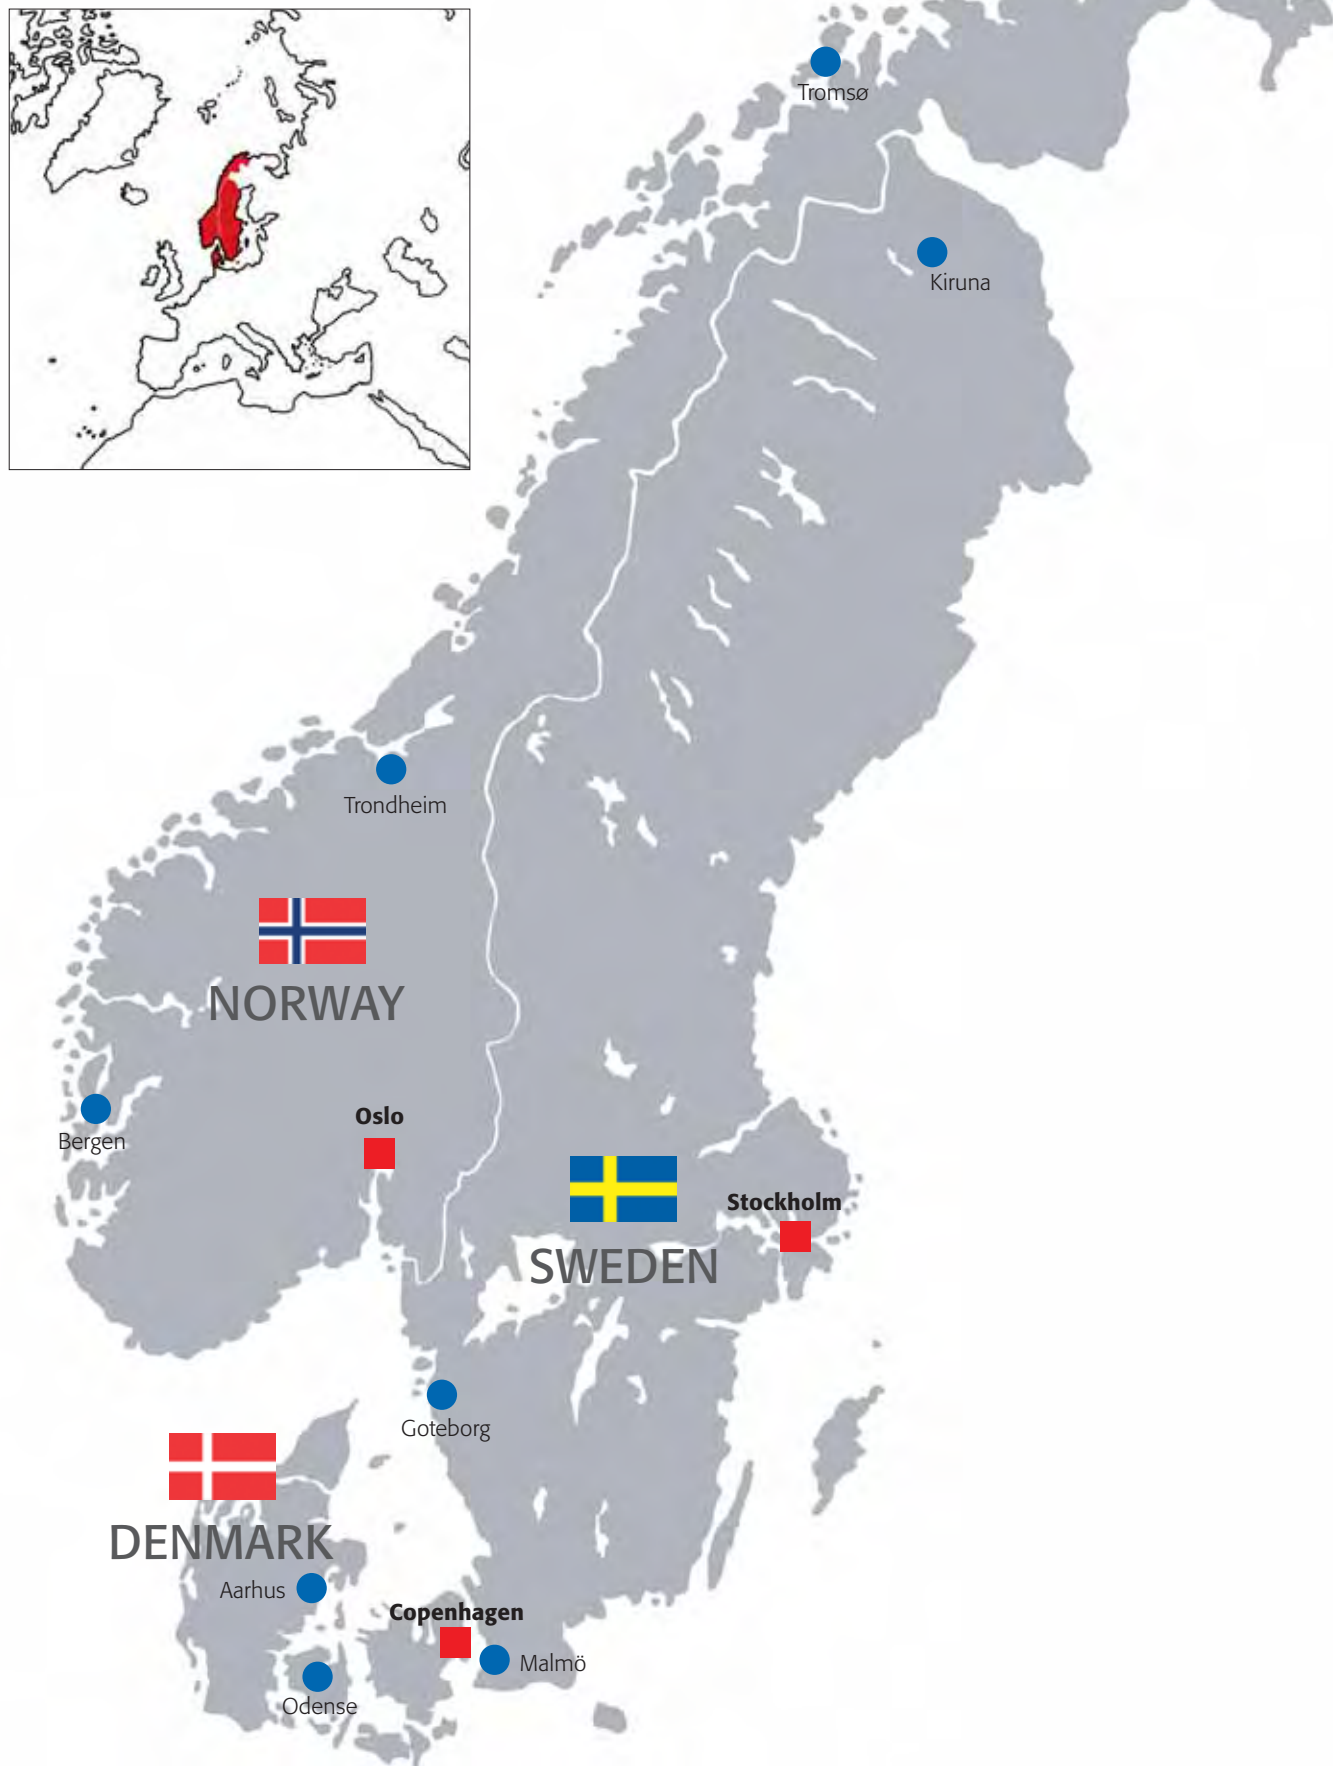 Tromsø
Kiruna
Trondheim
NORWAY
Oslo
Bergen
Stockholm
SWEDEN
Goteborg
DENMARK
Aarhus
Copenhagen
Malmö
Odense